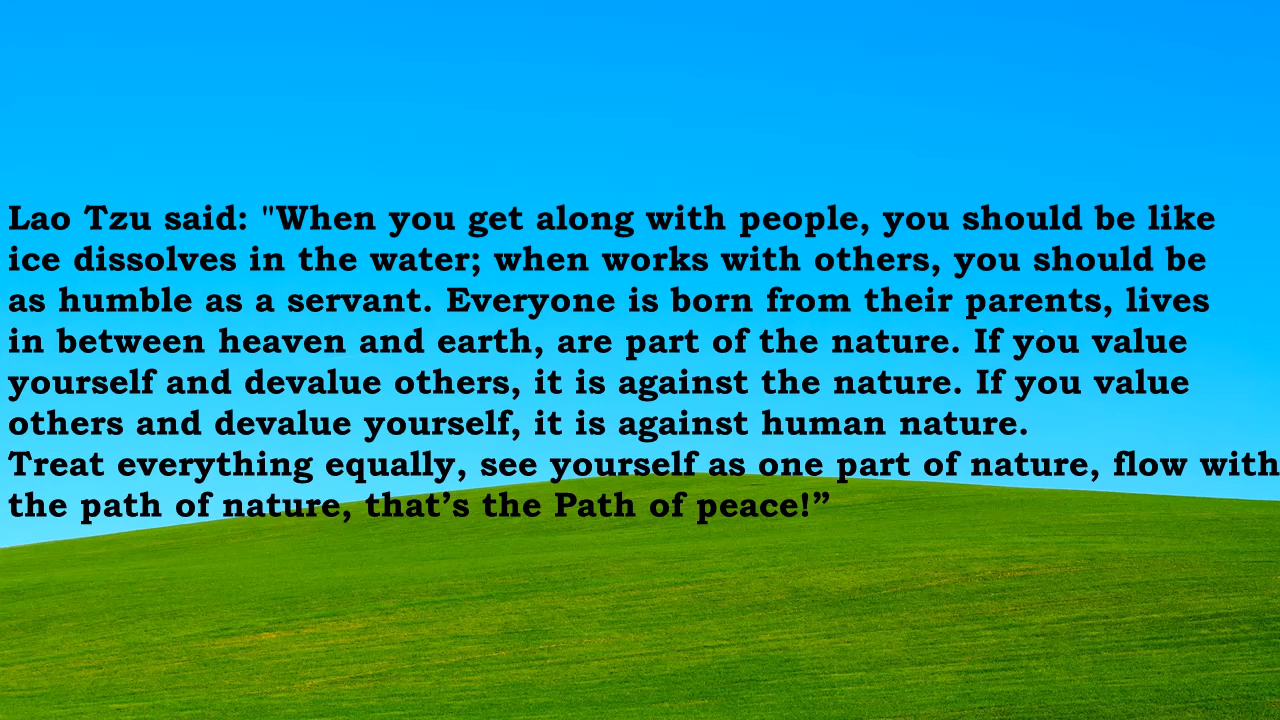 Lao Tzu said: "When you get along with people, you should be like
ice dissolves in the water; when works with others, you should be
as humble as a servant. Everyone is born from their parents, lives
in between heaven and earth, are part of the nature. If you value
yourself and devalue others, it is against the nature. If you value
others and devalue yourself, it is against human nature.
Treat everything equally, see yourself as one part of nature, flow with
the path of nature, that’s the Path of peace!”